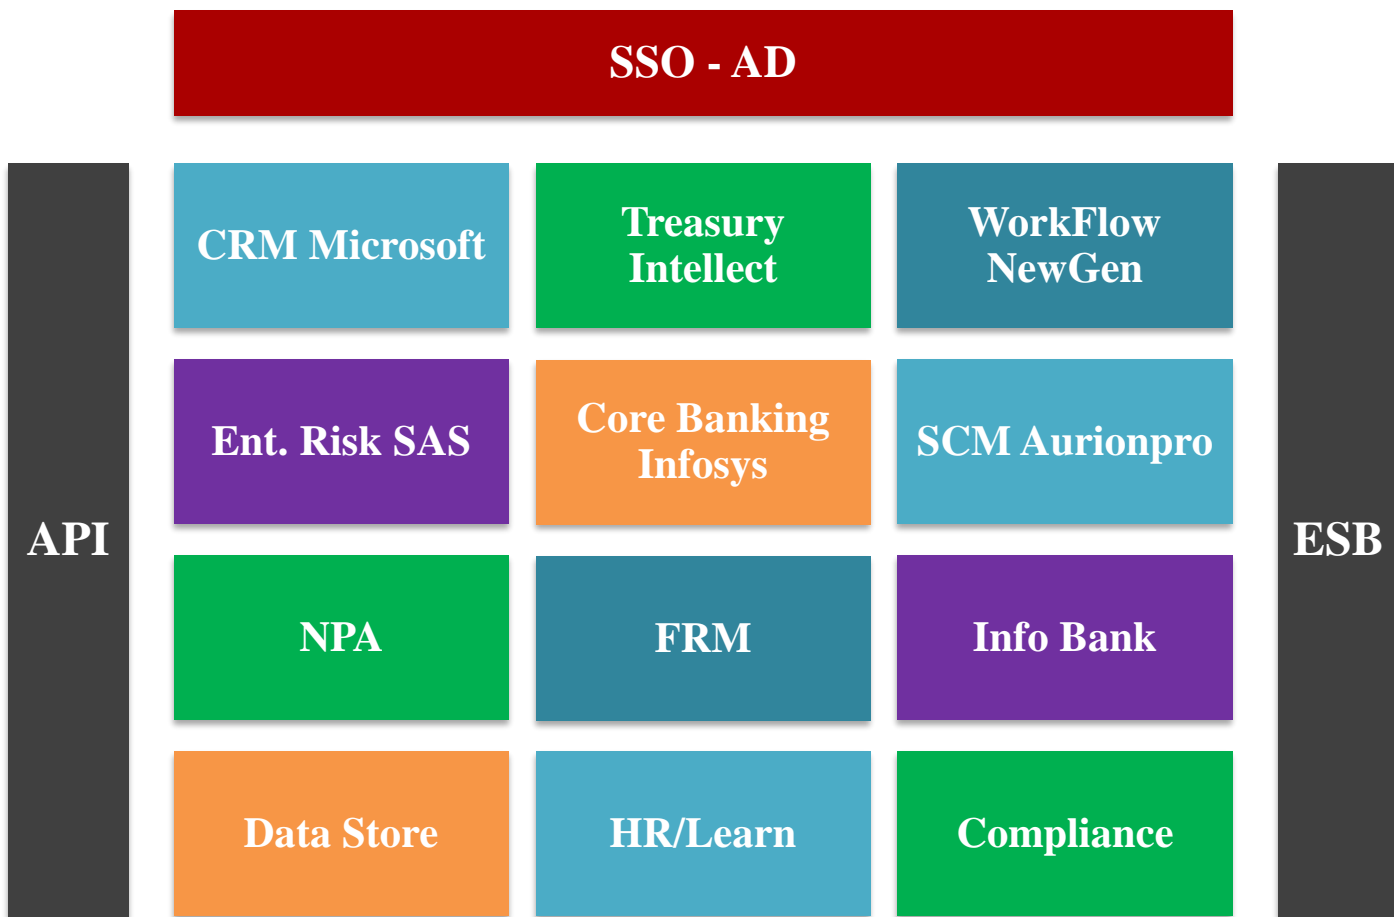 SSO - AD
API
CRM Microsoft
Treasury
Intellect
WorkFlow
NewGen
Ent. Risk SAS
Core Banking
Infosys
SCM Aurionpro
NPA
FRM
Info Bank
Data Store
HR/Learn
Compliance
ESB